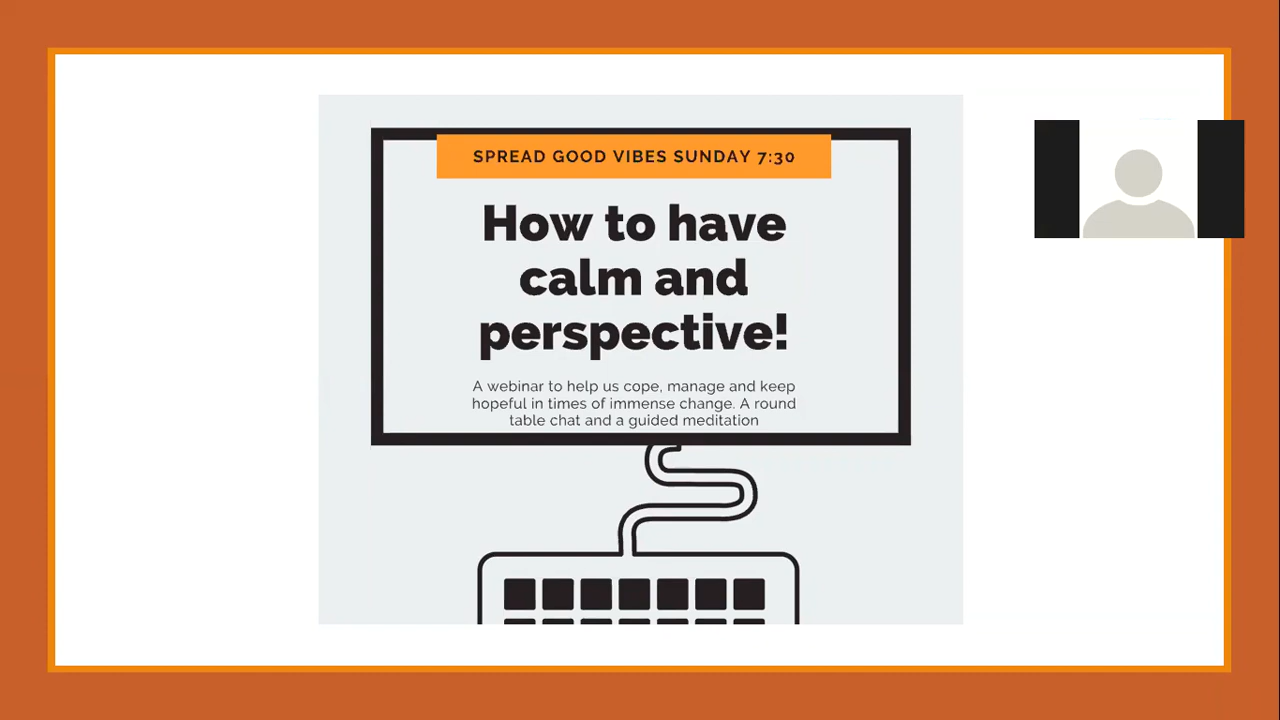 SPREAD GOOD VIBES SUNDAY 7:30
How to have
calm and
perspective!
A webinar to help us cope, manage and keep
hopeful in times of immense change. A round
table chat and a guided meditation